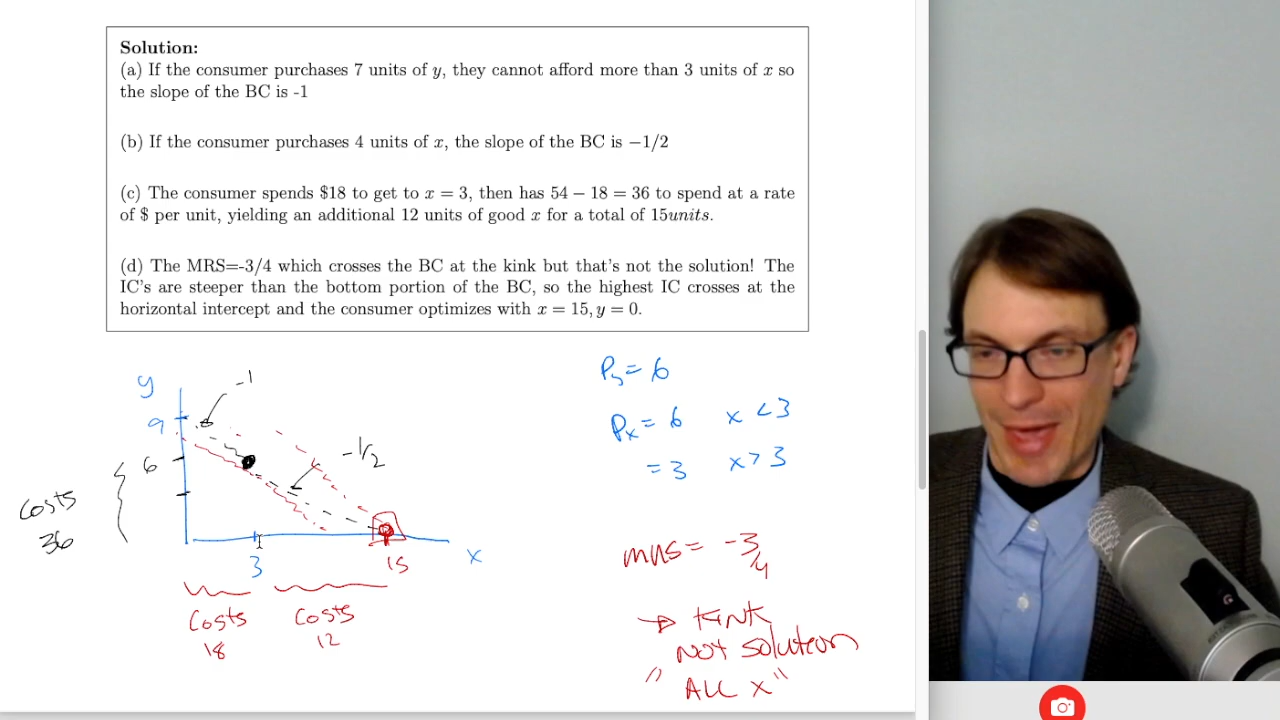 Solution:
(a) If the consumer purchases 7 units of y, they cannot afford more than 3 units of x so
the slope of the BC is -1
(b) If the consumer purchases 4 units of x, the slope of the BC is −1/2
(c) The consumer spends $18 to get to x = 3, then has 54 − 18 = 36 to spend at a rate
of $ per unit, yielding an additional 12 units of good x for a total of 15units.
(d) The MRS=-3/4 which crosses the BC at the kink but that's not the solution! The
IC's are steeper than the bottom portion of the BC, so the highest IC crosses at the
horizontal intercept and the consumer optimizes with x = 15, y = 0.
y
-1
9
6
-1/2
Costs
36
3
15
x
Costs
18
Costs
12
Py = 6
Px = 6 x < 3
= 3 x > 3
MRS = -3/4
→ Kink
Not Solution
"ALL X"